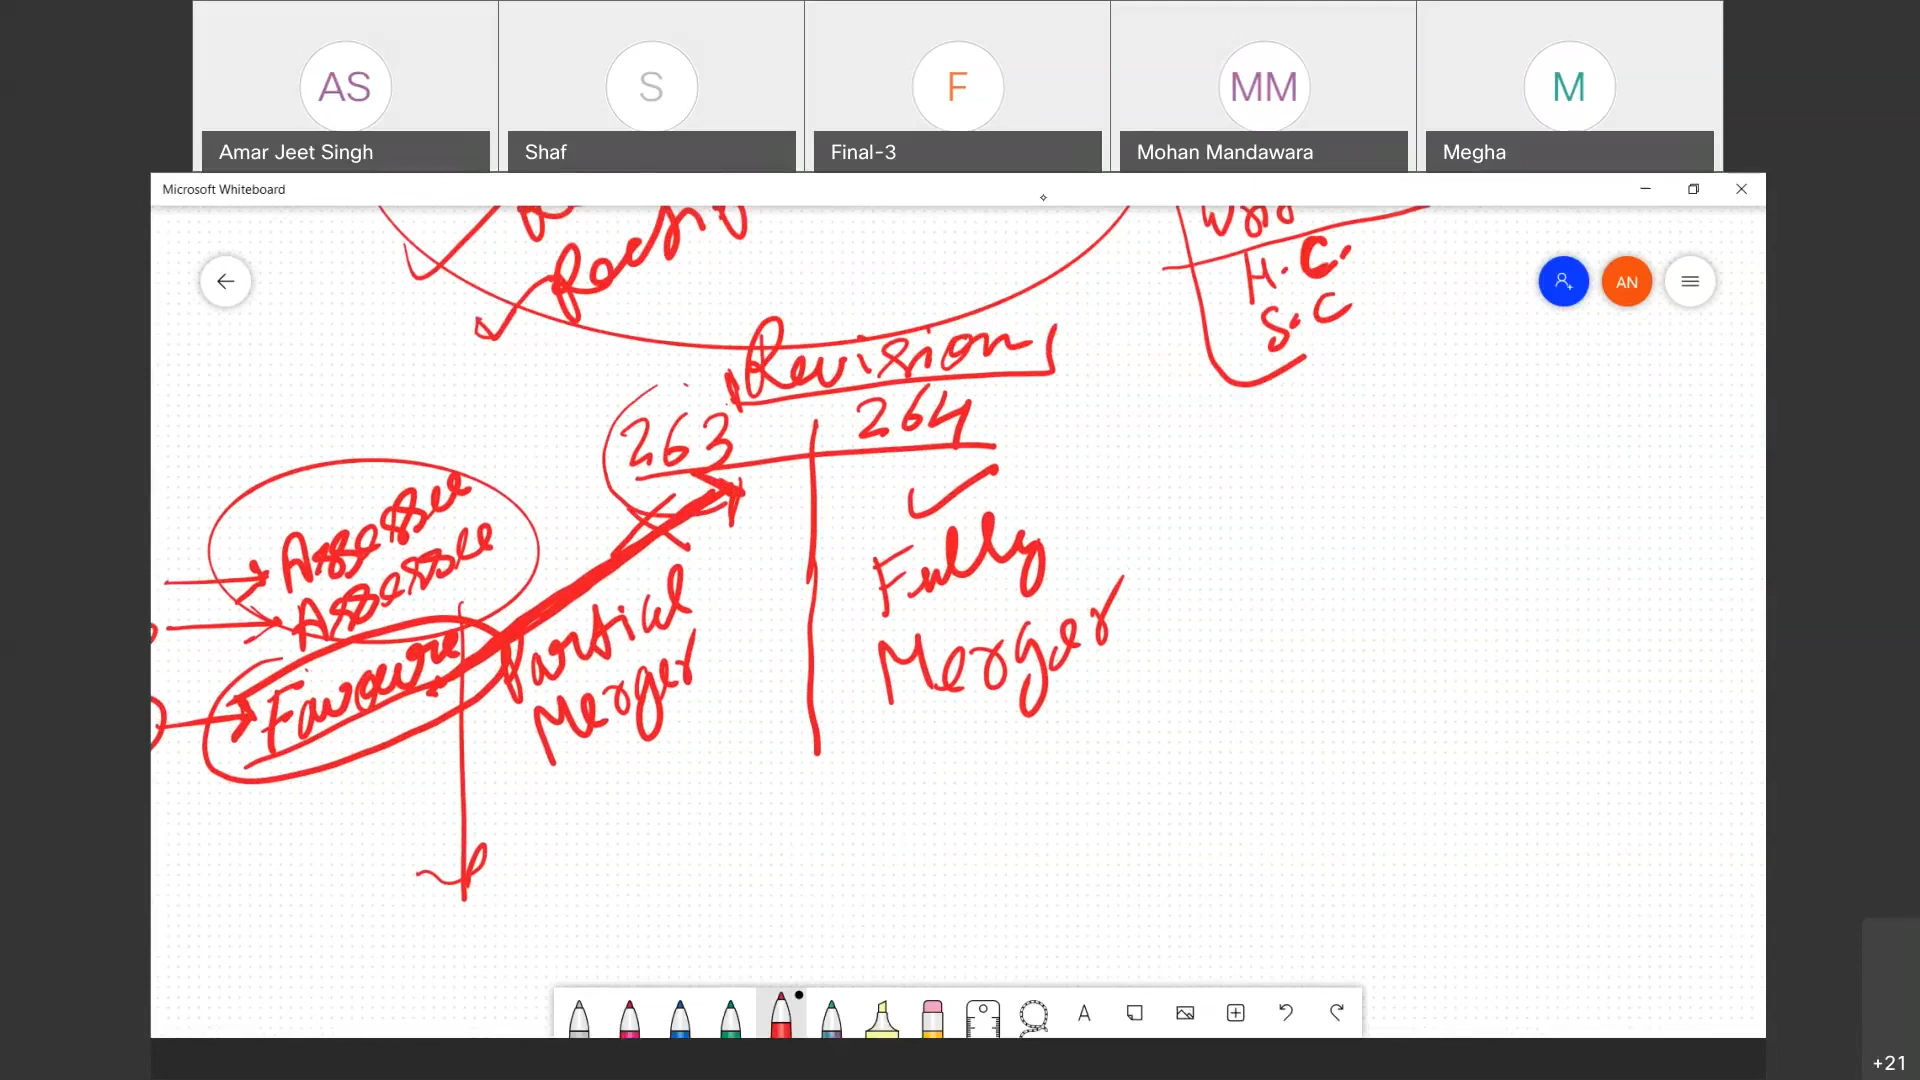 AS
S
F
MM
M
Amar Jeet Singh
Shaf
Final-3
Mohan Mandawara
Megha
Microsoft Whiteboard
H.C.
S.C
AN
Revision
263
264
Assessee
Assessee
Favoure
Partial
Merger
Fully
Merger
A
+21